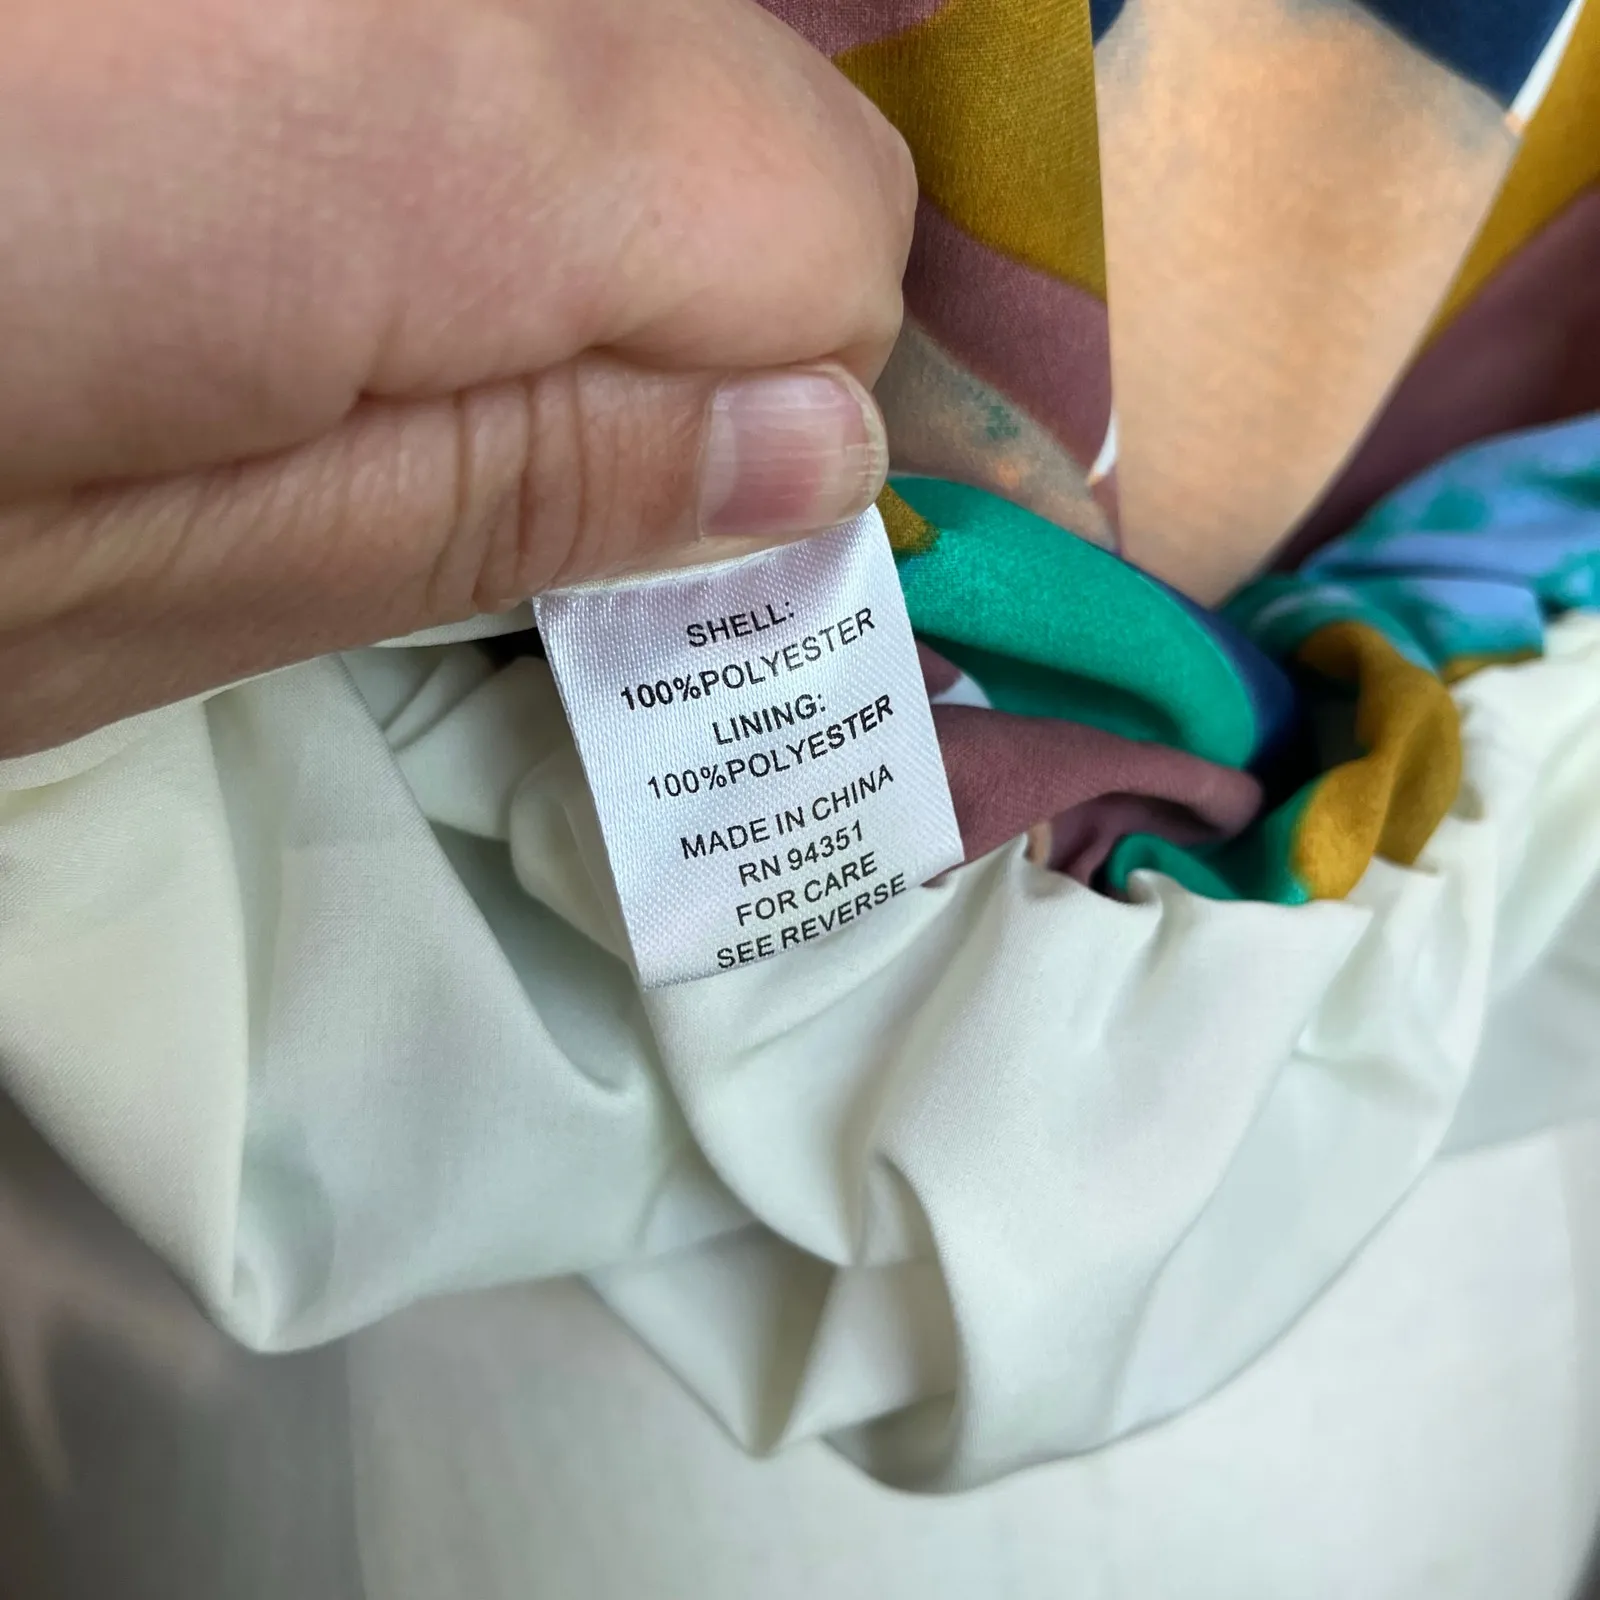 SHELL:
100%POLYESTER
LINING:
100%POLYESTER
MADE IN CHINA
RN 94351
FOR CARE
SEE REVERSE